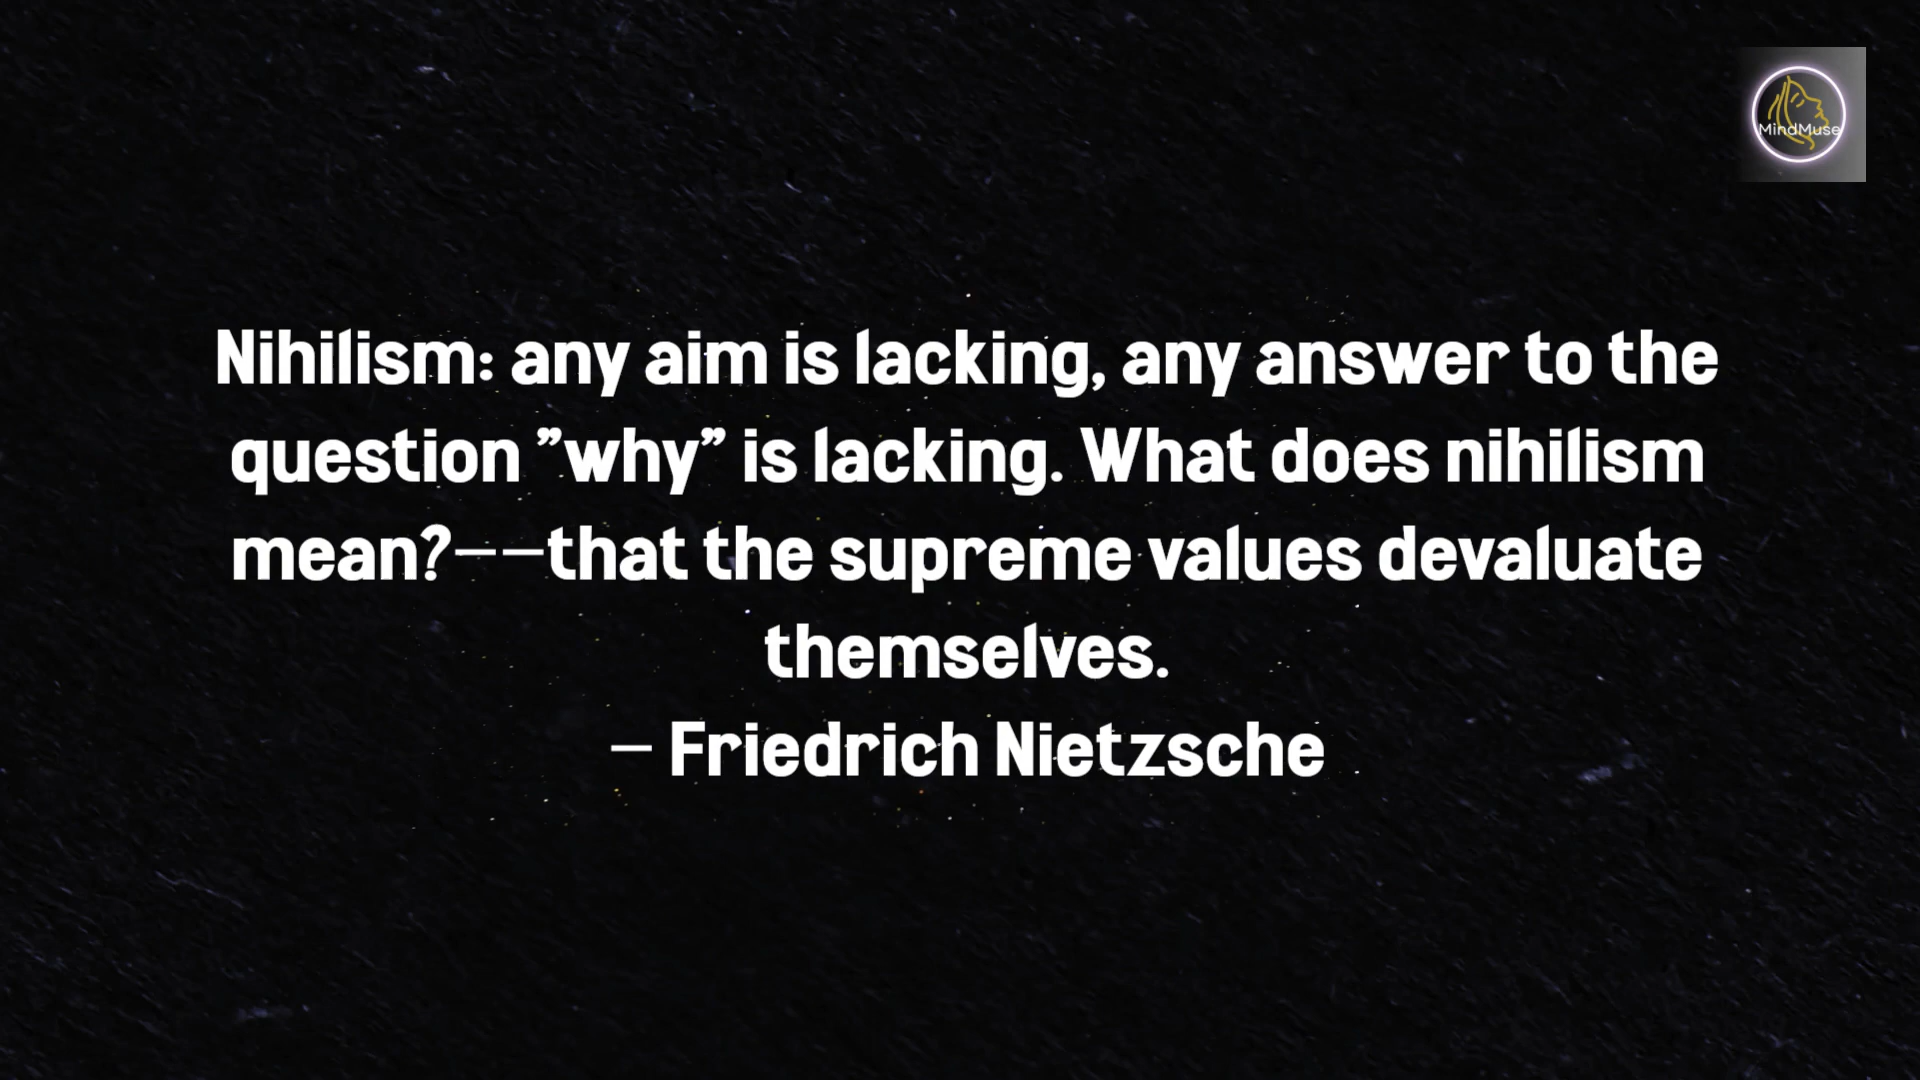 MindMuse
Nihilism: any aim is lacking, any answer to the
question ”why” is lacking. What does nihilism
mean?——that the supreme values devaluate
themselves.
— Friedrich Nietzsche